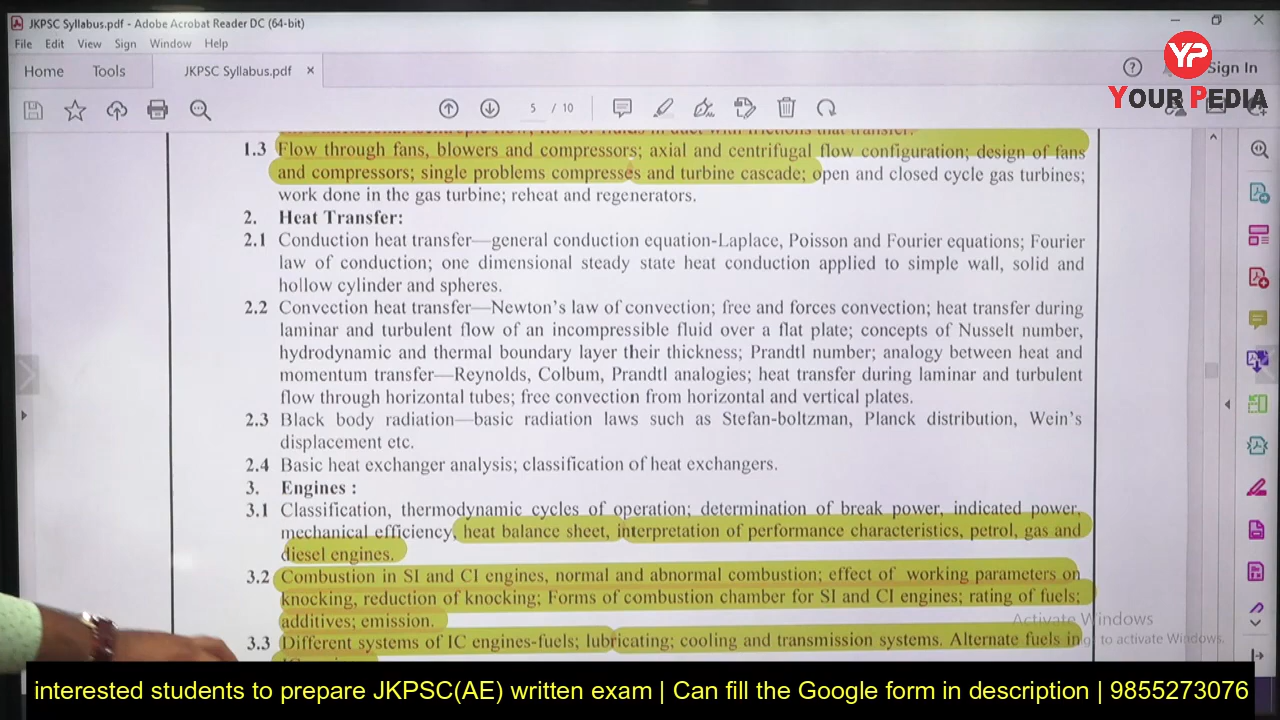 JKPSC Syllabus.pdf - Adobe Acrobat Reader DC (64-bit)
File Edit View Sign Window Help
Home Tools JKPSC Syllabus.pdf × Sign In
YP
YOUR PEDIA
5 / 10
1.3 Flow through fans, blowers and compressors; axial and centrifugal flow configuration; design of fans
and compressors; single problems compresses and turbine cascade; open and closed cycle gas turbines;
work done in the gas turbine; reheat and regenerators.
2. Heat Transfer:
2.1 Conduction heat transfer—general conduction equation-Laplace, Poisson and Fourier equations; Fourier
law of conduction; one dimensional steady state heat conduction applied to simple wall, solid and
hollow cylinder and spheres.
2.2 Convection heat transfer—Newton's law of convection; free and forces convection; heat transfer during
laminar and turbulent flow of an incompressible fluid over a flat plate; concepts of Nusselt number,
hydrodynamic and thermal boundary layer their thickness; Prandtl number; analogy between heat and
momentum transfer—Reynolds, Colbum, Prandtl analogies; heat transfer during laminar and turbulent
flow through horizontal tubes; free convection from horizontal and vertical plates.
2.3 Black body radiation—basic radiation laws such as Stefan-boltzman, Planck distribution, Wein's
displacement etc.
2.4 Basic heat exchanger analysis; classification of heat exchangers.
3. Engines :
3.1 Classification, thermodynamic cycles of operation; determination of break power, indicated power,
mechanical efficiency, heat balance sheet, interpretation of performance characteristics, petrol, gas and
diesel engines.
3.2 Combustion in SI and CI engines, normal and abnormal combustion; effect of working parameters on
knocking, reduction of knocking; Forms of combustion chamber for SI and CI engines; rating of fuels;
additives; emission.
Activate Windows
3.3 Different systems of IC engines-fuels; lubricating; cooling and transmission systems. Alternate fuels in
to activate Windows.
interested students to prepare JKPSC(AE) written exam | Can fill the Google form in description | 9855273076